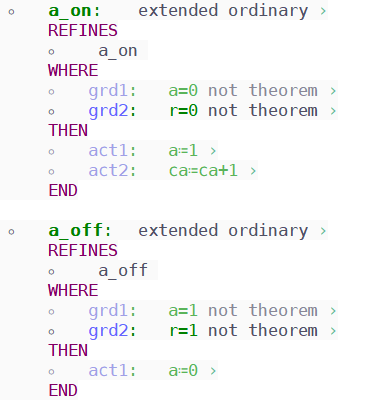 a_on: extended ordinary ›
REFINES
a_on
WHERE
grd1: a=0 not theorem ›
grd2: r=0 not theorem ›
THEN
act1: a≔1 ›
act2: ca≔ca+1 ›
END
a_off: extended ordinary ›
REFINES
a_off
WHERE
grd1: a=1 not theorem ›
grd2: r=1 not theorem ›
THEN
act1: a≔0 ›
END